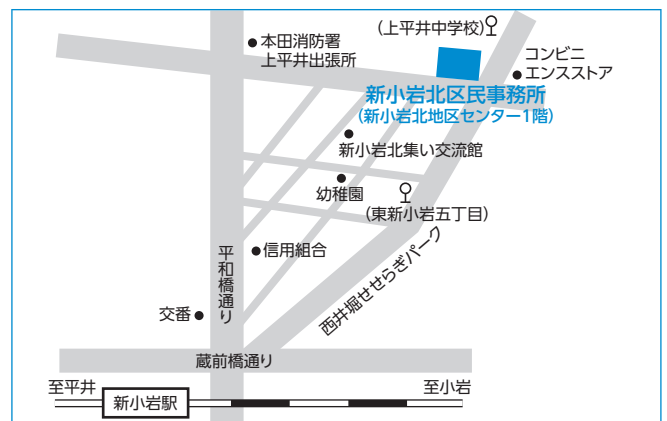 (上平井中学校)
本田消防署
上平井出張所
コンビニ
エンスストア
新小岩北区民事務所
(新小岩北地区センター1階)
新小岩北集い交流館
幼稚園
(東新小岩五丁目)
信用組合
平和橋通り
西井堀せせらぎパーク
交番
蔵前橋通り
至平井
至小岩
新小岩駅